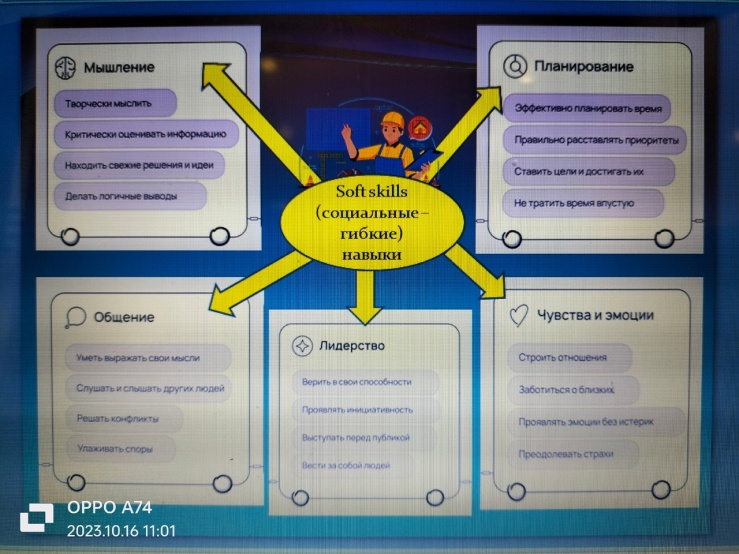 Мышление
Творчески мыслить
Критически оценивать информацию
Находить свежие решения и идеи
Делать логичные выводы
Планирование
Эффективно планировать время
Правильно расставлять приоритеты
Ставить цели и достигать их
Не тратить время впустую
Soft skills
(социальные –
гибкие)
навыки
Общение
Уметь выражать свои мысли
Слушать и слышать других людей
Решать конфликты
Улаживать споры
Лидерство
Верить в свои способности
Проявлять инициативность
Выступать перед публикой
Вести за собой людей
Чувства и эмоции
Строить отношения
Заботиться о близких
Проявлять эмоции без истерик
Преодолевать страхи
OPPO A74
2023.10.16 11:01